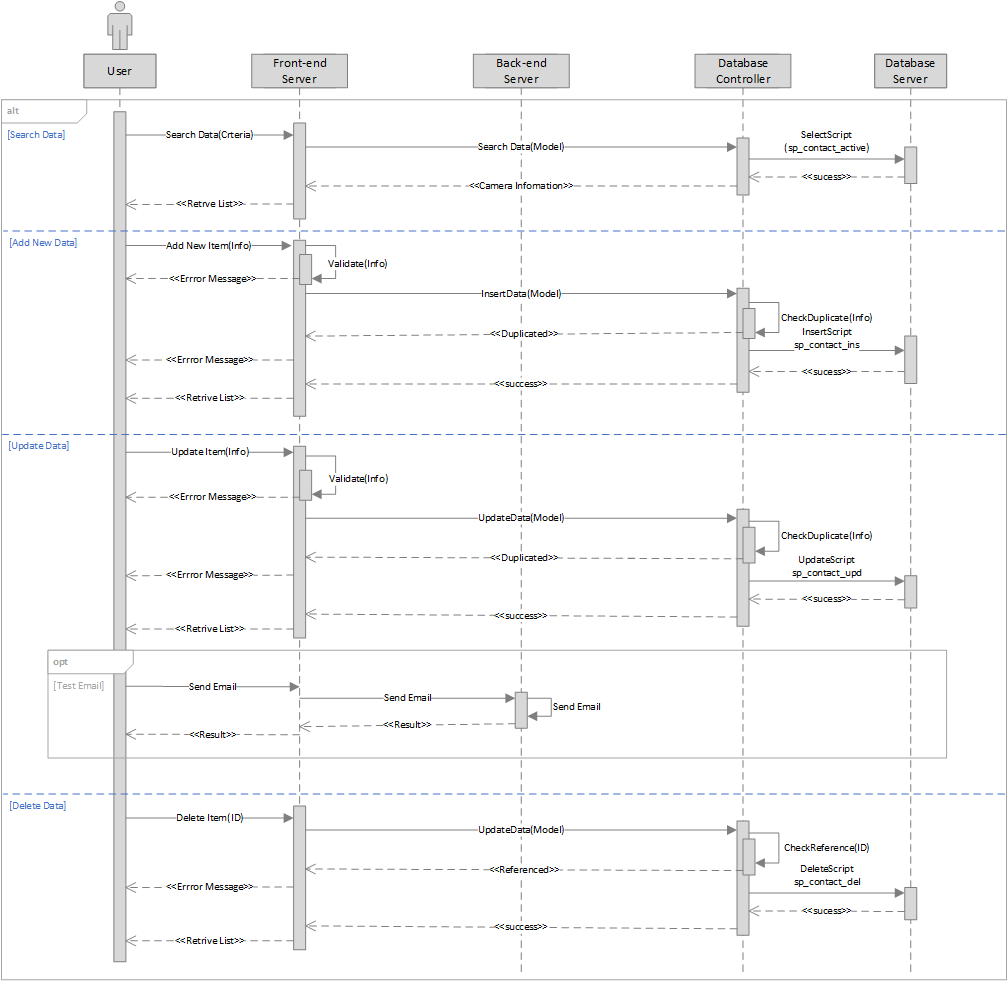 User
Front-end
Server
Back-end
Server
Database
Controller
Database
Server
alt
[Search Data]
Search Data(Crteria)
Search Data(Model)
SelectScript
(sp_contact_active)
<<sucess>>
<<Camera Infomation>>
<<Retrve List>>
[Add New Data]
Add New Item(Info)
Validate(Info)
<<Errror Message>>
InsertData(Model)
CheckDuplicate(Info)
InsertScript
sp_contact_ins
<<Duplicated>>
<<Errror Message>>
<<sucess>>
<<success>>
<<Retrive List>>
[Update Data]
Update Item(Info)
Validate(Info)
<<Errror Message>>
UpdateData(Model)
CheckDuplicate(Info)
<<Duplicated>>
UpdateScript
sp_contact_upd
<<Errror Message>>
<<sucess>>
<<success>>
<<Retrive List>>
opt
[Test Email]
Send Email
Send Email
Send Email
<<Result>>
<<Result>>
[Delete Data]
Delete Item(ID)
UpdateData(Model)
CheckReference(ID)
<<Referenced>>
DeleteScript
sp_contact_del
<<Errror Message>>
<<sucess>>
<<success>>
<<Retrive List>>